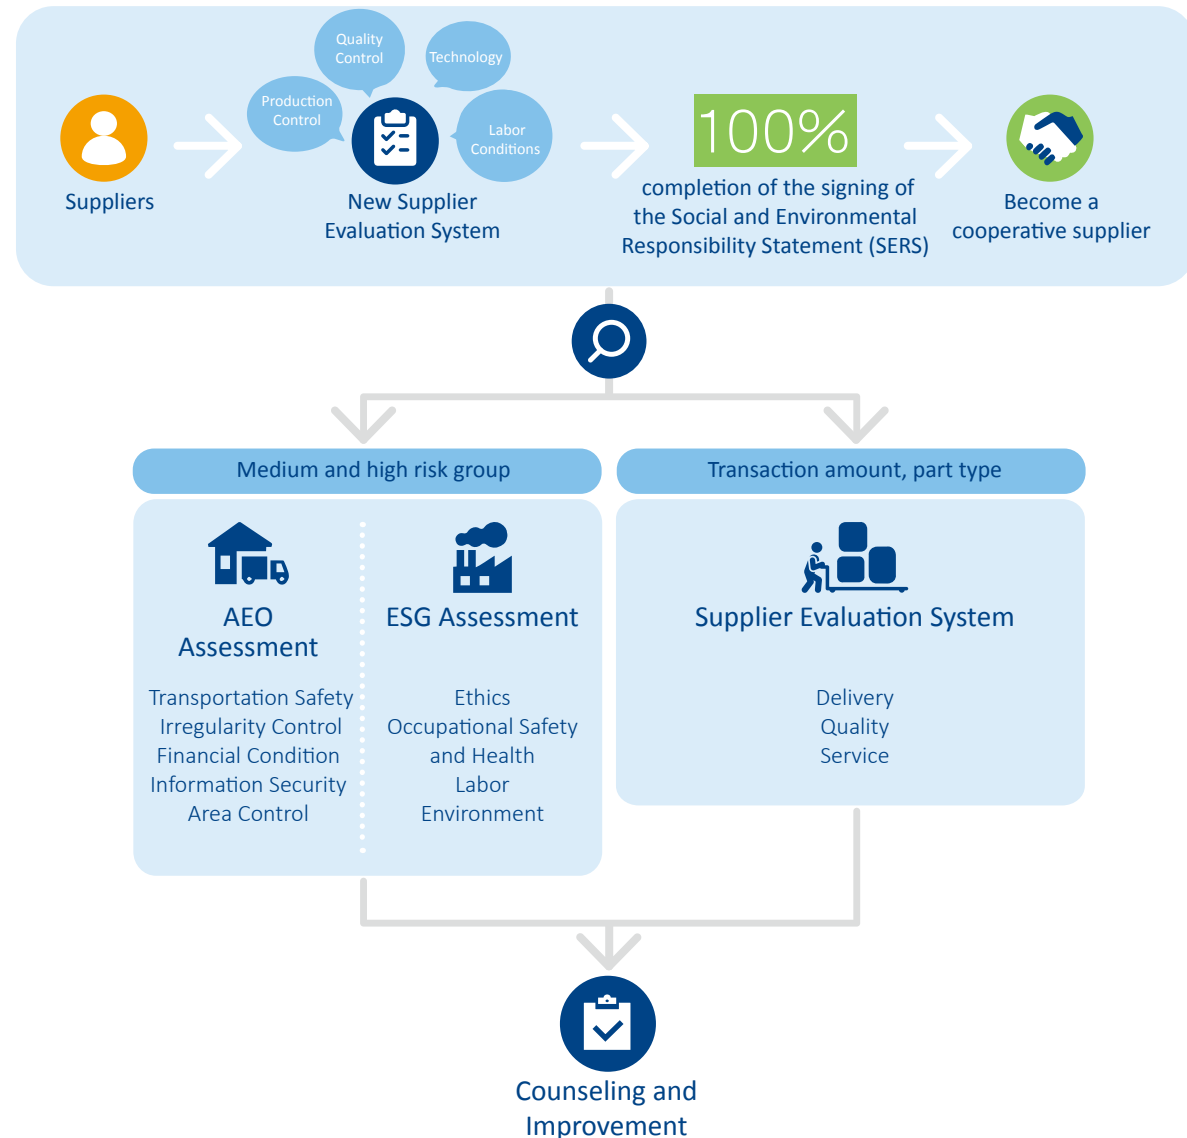 Quality
Control
Technology
Production
Control
Labor
Conditions
100%
Suppliers
New Supplier
Evaluation System
completion of the signing of
the Social and Environmental
Responsibility Statement (SERS)
Become a
cooperative supplier
Medium and high risk group
Transaction amount, part type
AEO
Assessment
Transportation Safety
Irregularity Control
Financial Condition
Information Security
Area Control
ESG Assessment
Ethics
Occupational Safety
and Health
Labor
Environment
Supplier Evaluation System
Delivery
Quality
Service
Counseling and
Improvement